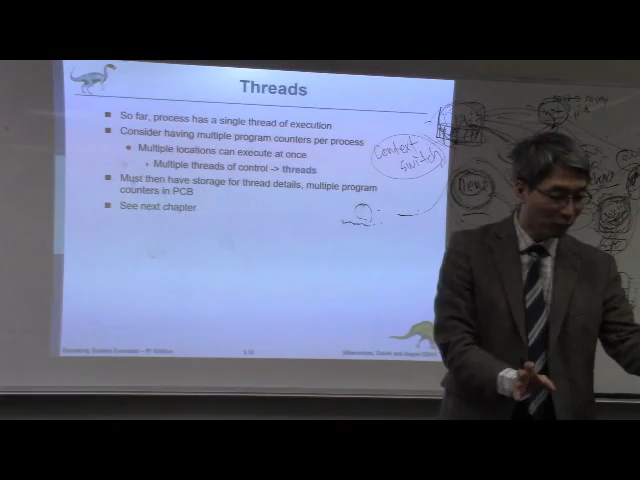 Threads
So far, process has a single thread of execution
Consider having multiple program counters per process
Multiple locations can execute at once
Multiple threads of control -> threads
Must then have storage for thread details, multiple program
counters in PCB
See next chapter
Context
switch
new
Operating System Concepts – 9th Edition
Silberschatz, Galvin and Gagne